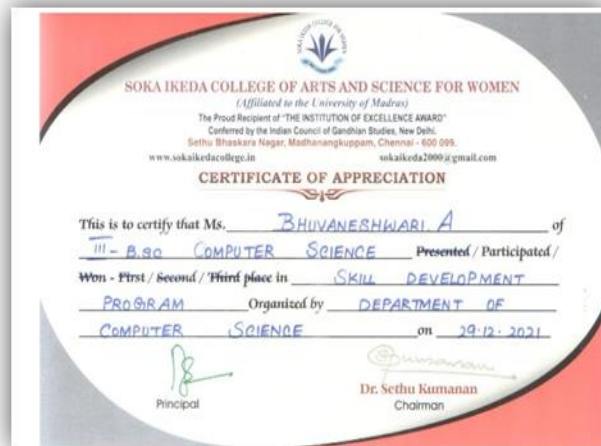 SOKA IKEDA COLLEGE OF ARTS AND SCIENCE FOR WOMEN
(Affiliated to the University of Madras)
The Proud Recipient of "THE INSTITUTION OF EXCELLENCE AWARD"
Conferred by the Indian Council of Gandhian Studies, New Delhi.
Sethu Bhaskara Nagar, Madhanangkuppam, Chennai - 600 099.
www.sokaikedacollege.in sokaikeda2000@gmail.com
CERTIFICATE OF APPRECIATION
This is to certify that Ms. BHUVANESHWARI. A of
III - B.SC COMPUTER SCIENCE Presented / Participated /
Won - First / Second / Third place in SKILL DEVELOPMENT
PROGRAM Organized by DEPARTMENT OF
COMPUTER SCIENCE on 29.12.2021
Principal
Dr. Sethu Kumanan
Chairman